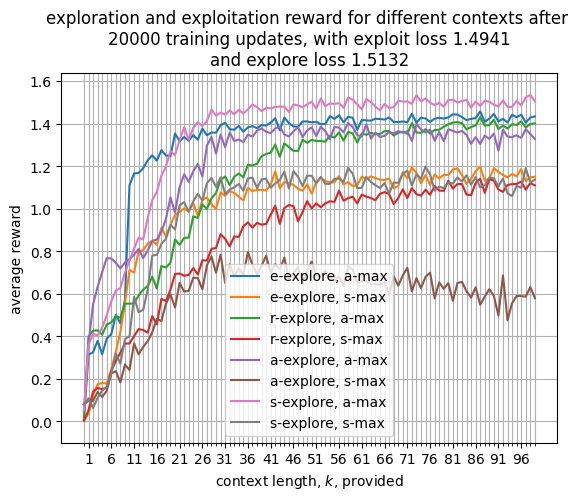 exploration and exploitation reward for different contexts after
20000 training updates, with exploit loss 1.4941
and explore loss 1.5132
1.6
1.4
1.2
1.0
0.8
0.6
0.4
0.2
0.0
average reward
e-explore, a-max
e-explore, s-max
r-explore, a-max
r-explore, s-max
a-explore, a-max
a-explore, s-max
s-explore, a-max
s-explore, s-max
1 6 11 16 21 26 31 36 41 46 51 56 61 66 71 76 81 86 91 96
context length, k, provided